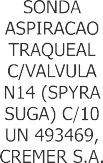 SONDA
ASPIRACAO
TRAQUEAL
C/VALVULA
N14 (SPYRA
SUGA) C/10
UN 493469,
CREMER S.A.